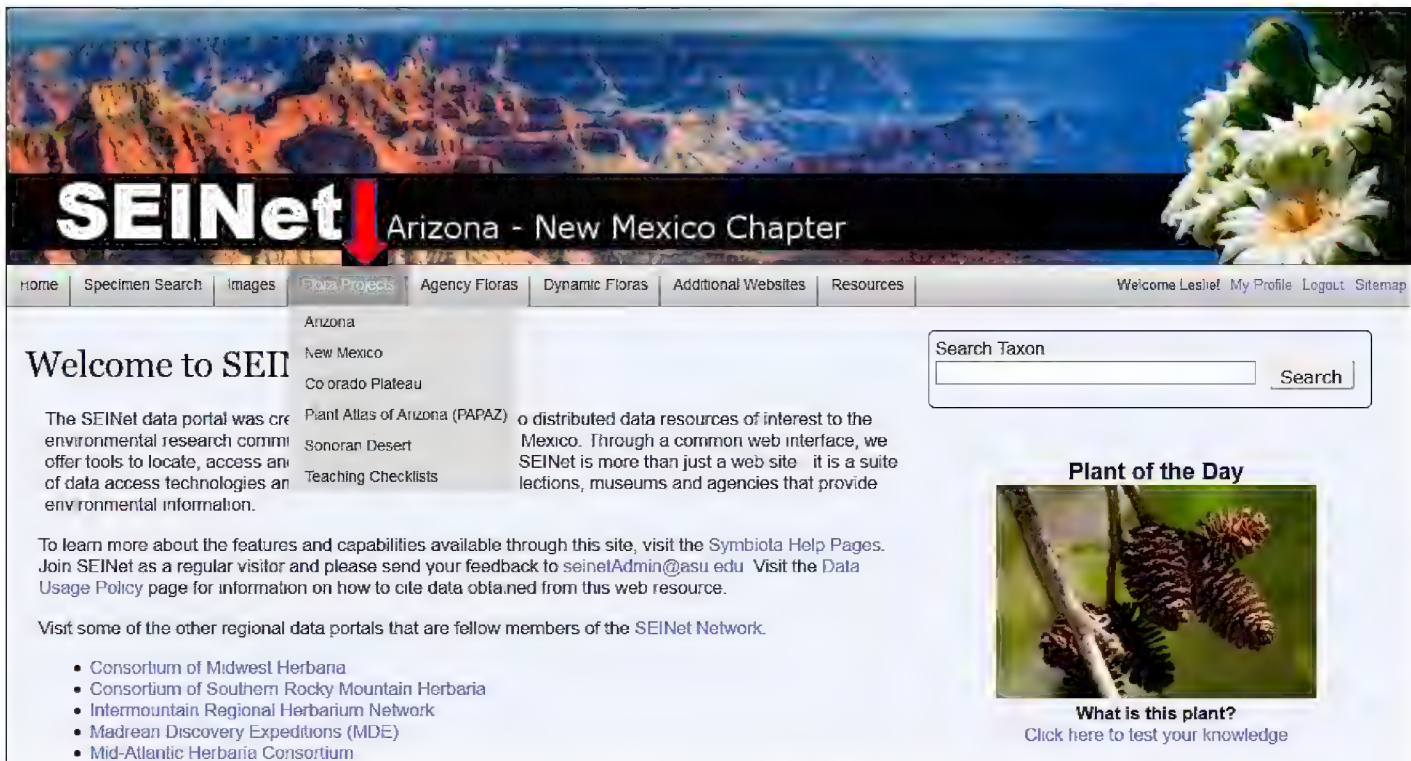 SEINet Arizona - New Mexico Chapter
Home Specimen Search Images Flora Projects Agency Floras Dynamic Floras Additional Websites Resources Welcome Leslie! My Profile Logout Sitemap
Arizona
New Mexico
Colorado Plateau
Plant Atlas of Arizona (PAPAZ)
Sonoran Desert
Teaching Checklists
Welcome to SEIN
The SEINet data portal was cre o distributed data resources of interest to the
environmental research commu Mexico. Through a common web interface, we
offer tools to locate, access and SEINet is more than just a web site it is a suite
of data access technologies an lections, museums and agencies that provide
environmental information.
To learn more about the features and capabilities available through this site, visit the Symbiota Help Pages.
Join SEINet as a regular visitor and please send your feedback to seinetAdmin@asu.edu. Visit the Data
Usage Policy page for information on how to cite data obtained from this web resource.
Visit some of the other regional data portals that are fellow members of the SEINet Network.
• Consortium of Midwest Herbaria
• Consortium of Southern Rocky Mountain Herbaria
• Intermountain Regional Herbarium Network
• Madrean Discovery Expeditions (MDE)
• Mid-Atlantic Herbaria Consortium
Search Taxon
Search
Plant of the Day
What is this plant?
Click here to test your knowledge